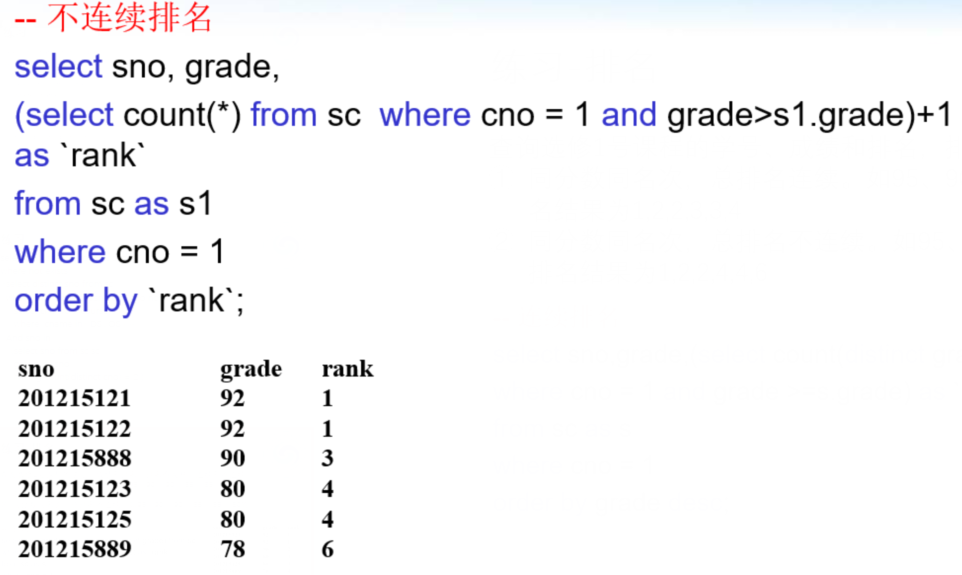 -- 不连续排名
select sno, grade,
(select count(*) from sc  where cno = 1 and grade>s1.grade)+1
as `rank`
from sc as s1
where cno = 1
order by `rank`;
sno grade rank
201215121 92 1
201215122 92 1
201215888 90 3
201215123 80 4
201215125 80 4
201215889 78 6